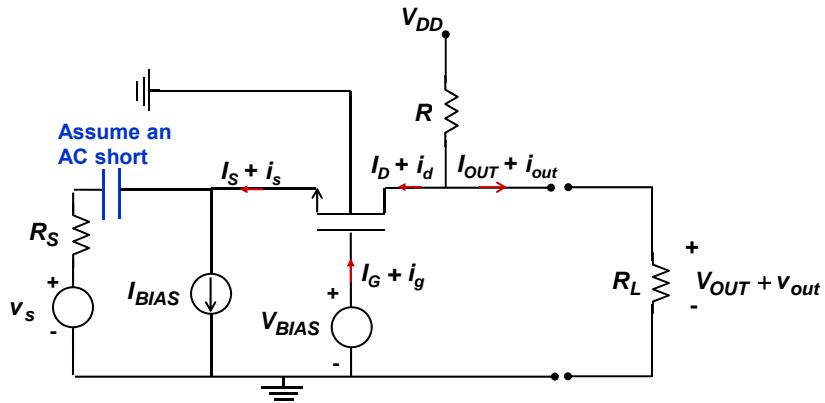 V_DD
R
Assume an
AC short
I_S + i_s
I_D + i_d
I_OUT + i_out
R_S
I_G + i_g
+
v_s
-
I_BIAS
+
V_BIAS
-
R_L
+
V_OUT + v_out
-